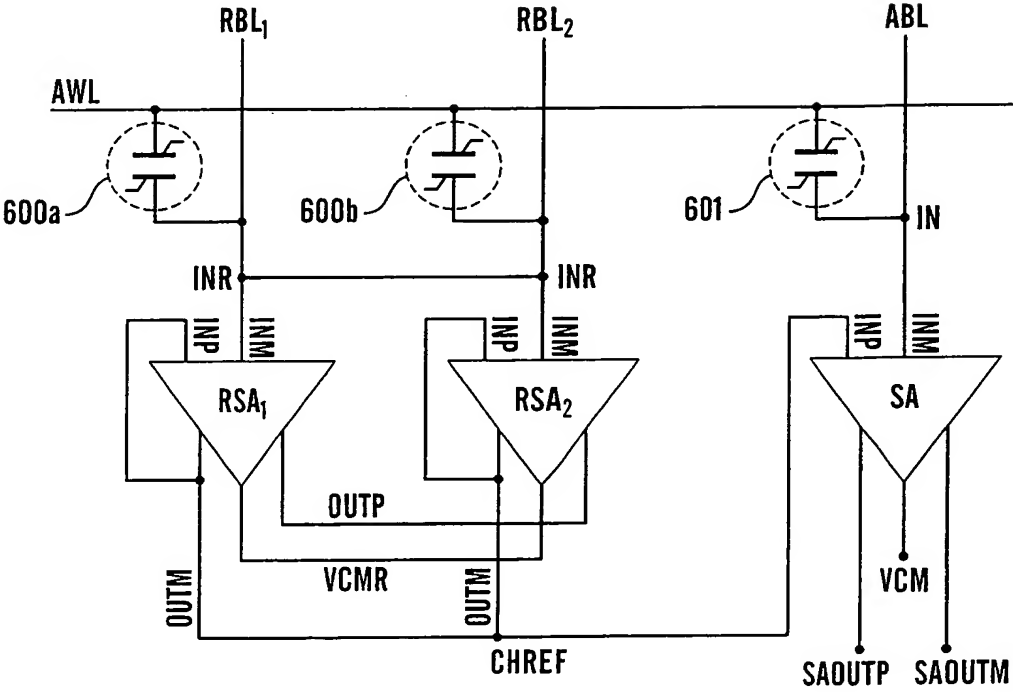 RBL₁
RBL₂
ABL
AWL
600a
600b
601
IN
INR
INR
INP
INM
INP
INM
INP
INM
RSA₁
RSA₂
SA
OUTP
VCMR
OUTM
OUTM
VCM
CHREF
SAOUTP
SAOUTM